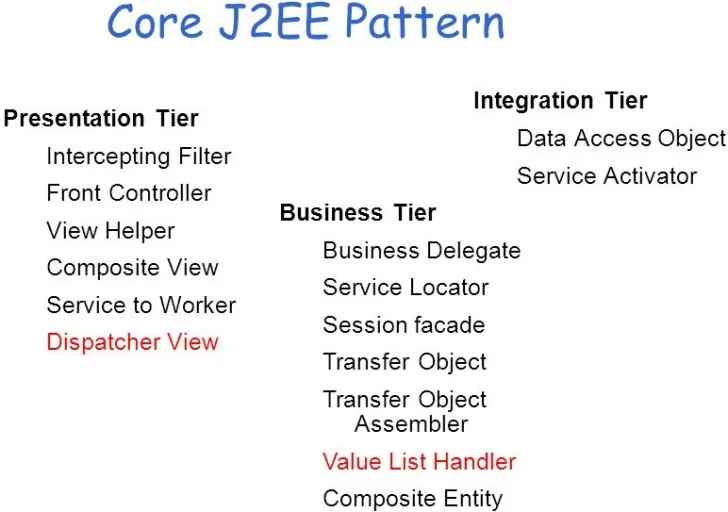 Core J2EE Pattern
Presentation Tier
Intercepting Filter
Front Controller
View Helper
Composite View
Service to Worker
Dispatcher View
Business Tier
Business Delegate
Service Locator
Session facade
Transfer Object
Transfer Object
Assembler
Value List Handler
Composite Entity
Integration Tier
Data Access Object
Service Activator